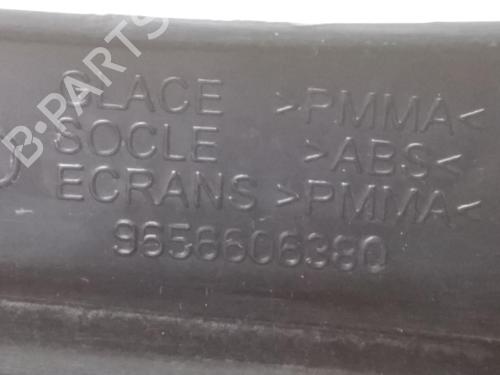 GLACE >PMMA<
SOCLE >ABS<
ECRANS >PMMA<
9656606380
B-PARTS